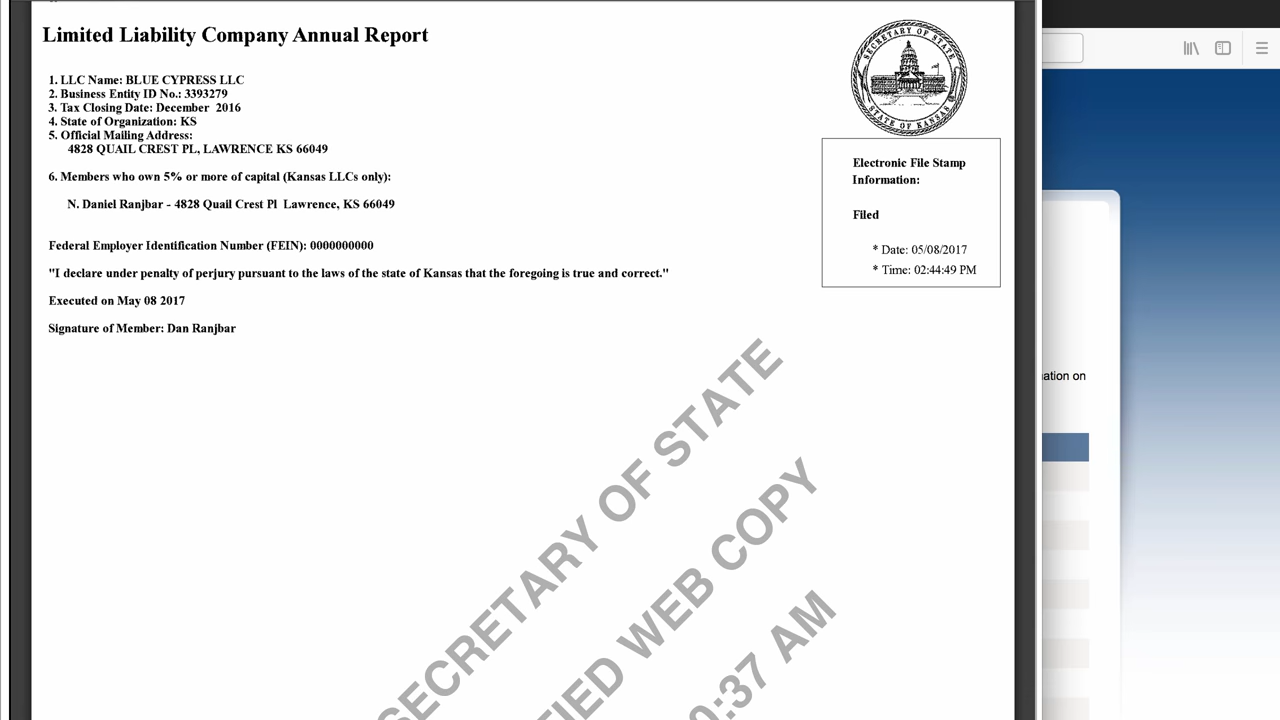 Limited Liability Company Annual Report
SECRETARY OF STATE
STATE OF KANSAS
1. LLC Name: BLUE CYPRESS LLC
2. Business Entity ID No.: 3393279
3. Tax Closing Date: December 2016
4. State of Organization: KS
5. Official Mailing Address:
4828 QUAIL CREST PL, LAWRENCE KS 66049
6. Members who own 5% or more of capital (Kansas LLCs only):
N. Daniel Ranjbar - 4828 Quail Crest Pl Lawrence, KS 66049
Federal Employer Identification Number (FEIN): 0000000000
"I declare under penalty of perjury pursuant to the laws of the state of Kansas that the foregoing is true and correct."
Executed on May 08 2017
Signature of Member: Dan Ranjbar
Electronic File Stamp
Information:
Filed
* Date: 05/08/2017
* Time: 02:44:49 PM
SECRETARY OF STATE
FIED WEB COPY
0:37 AM
ation on